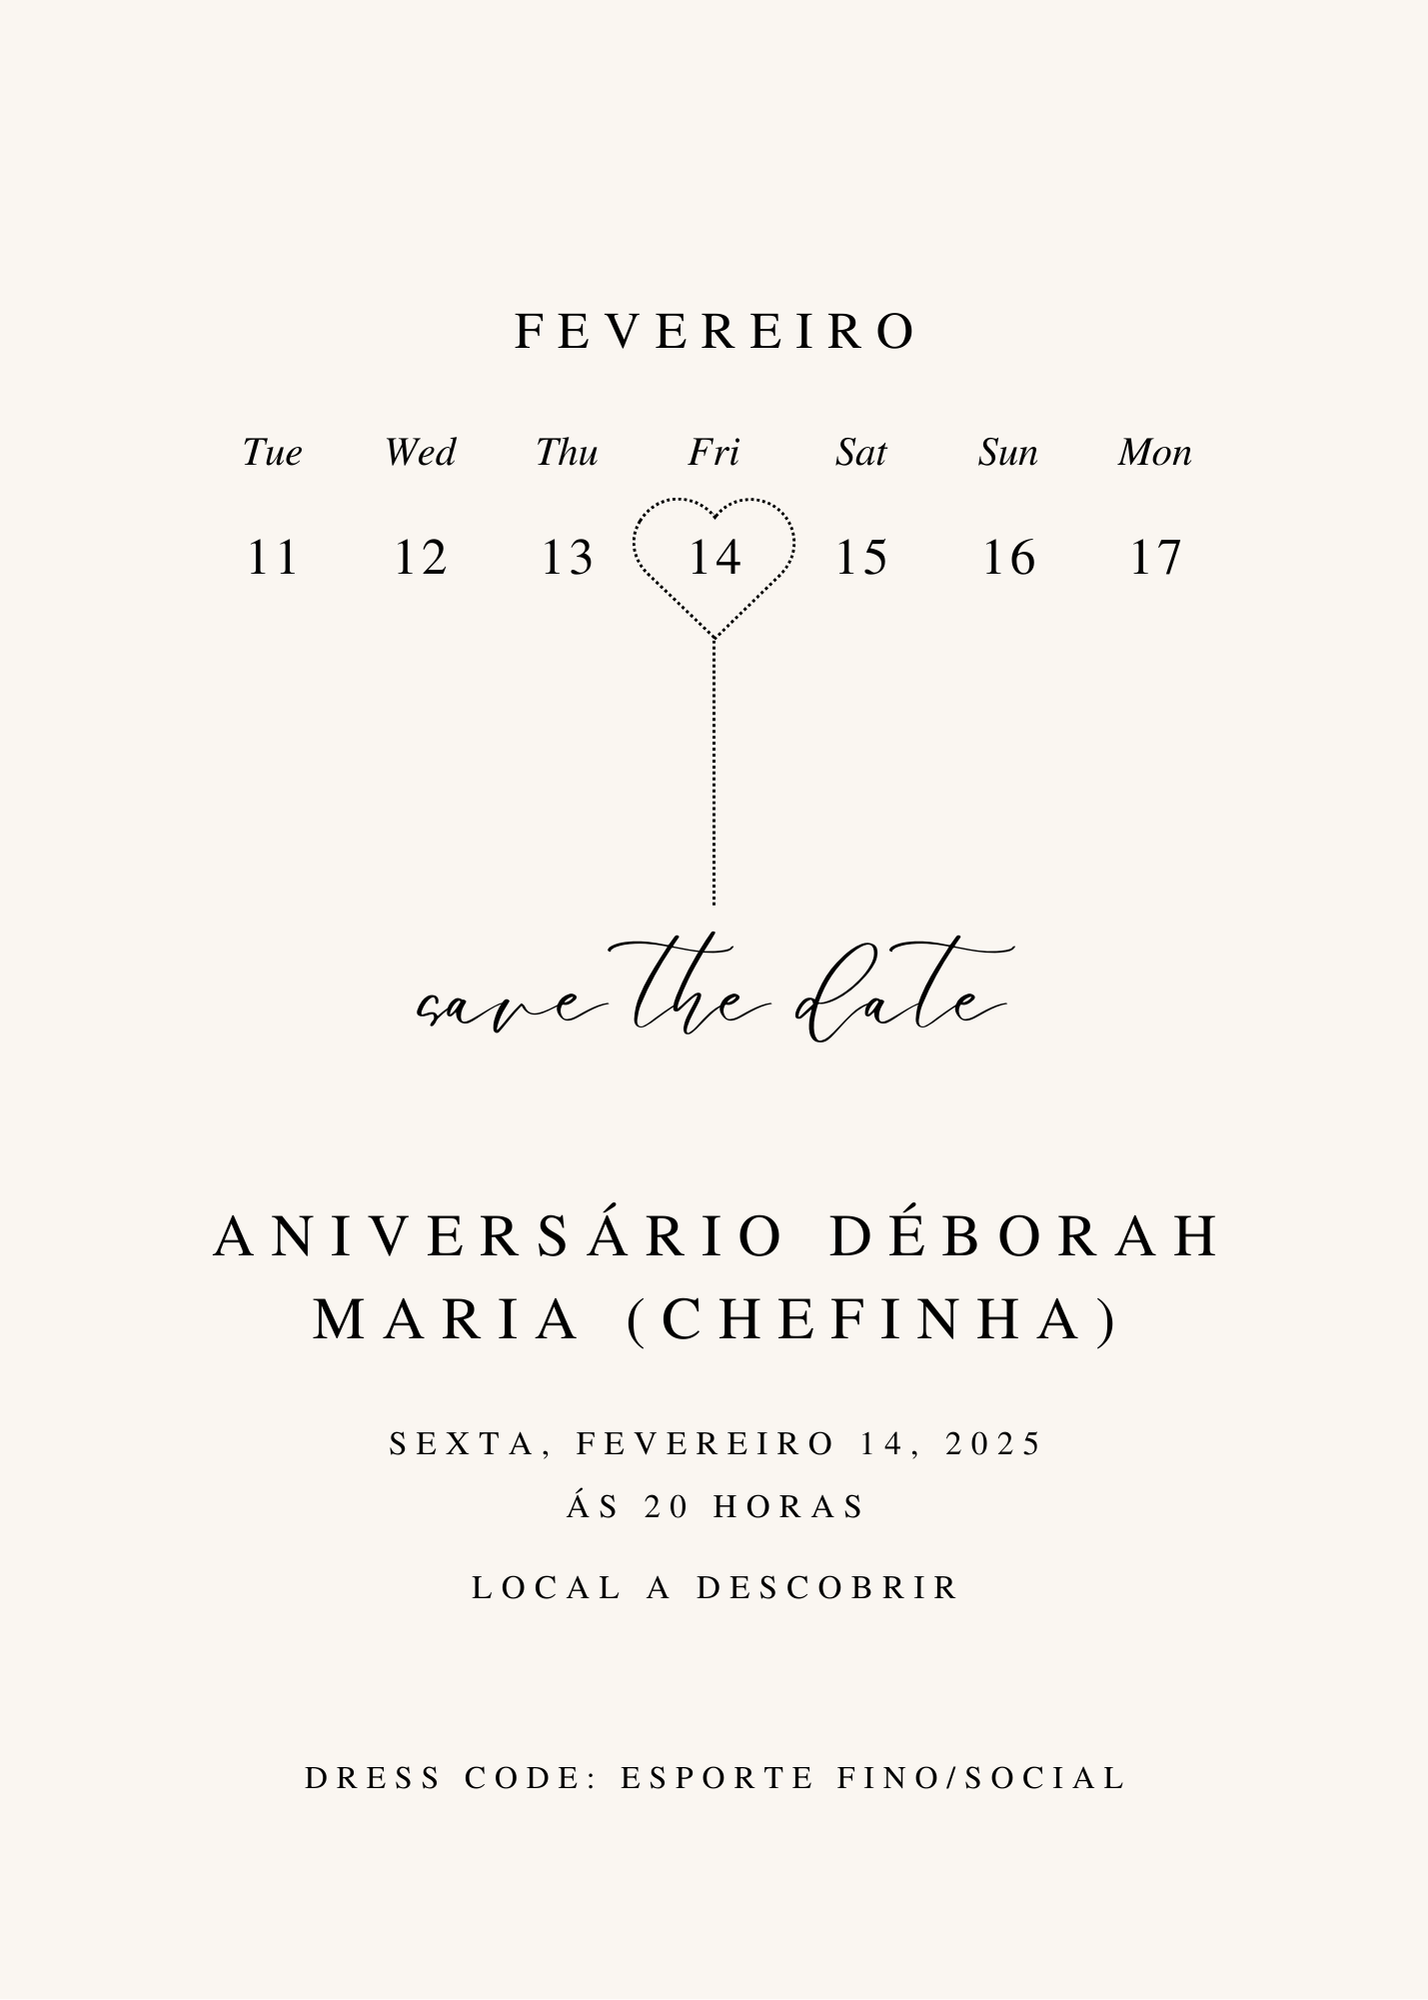 FEVEREIRO
Tue Wed Thu Fri Sat Sun Mon
11 12 13 14 15 16 17
save the date
ANIVERSÁRIO DÉBORAH
MARIA (CHEFINHA)
SEXTA, FEVEREIRO 14, 2025
ÁS 20 HORAS
LOCAL A DESCOBRIR
DRESS CODE: ESPORTE FINO/SOCIAL